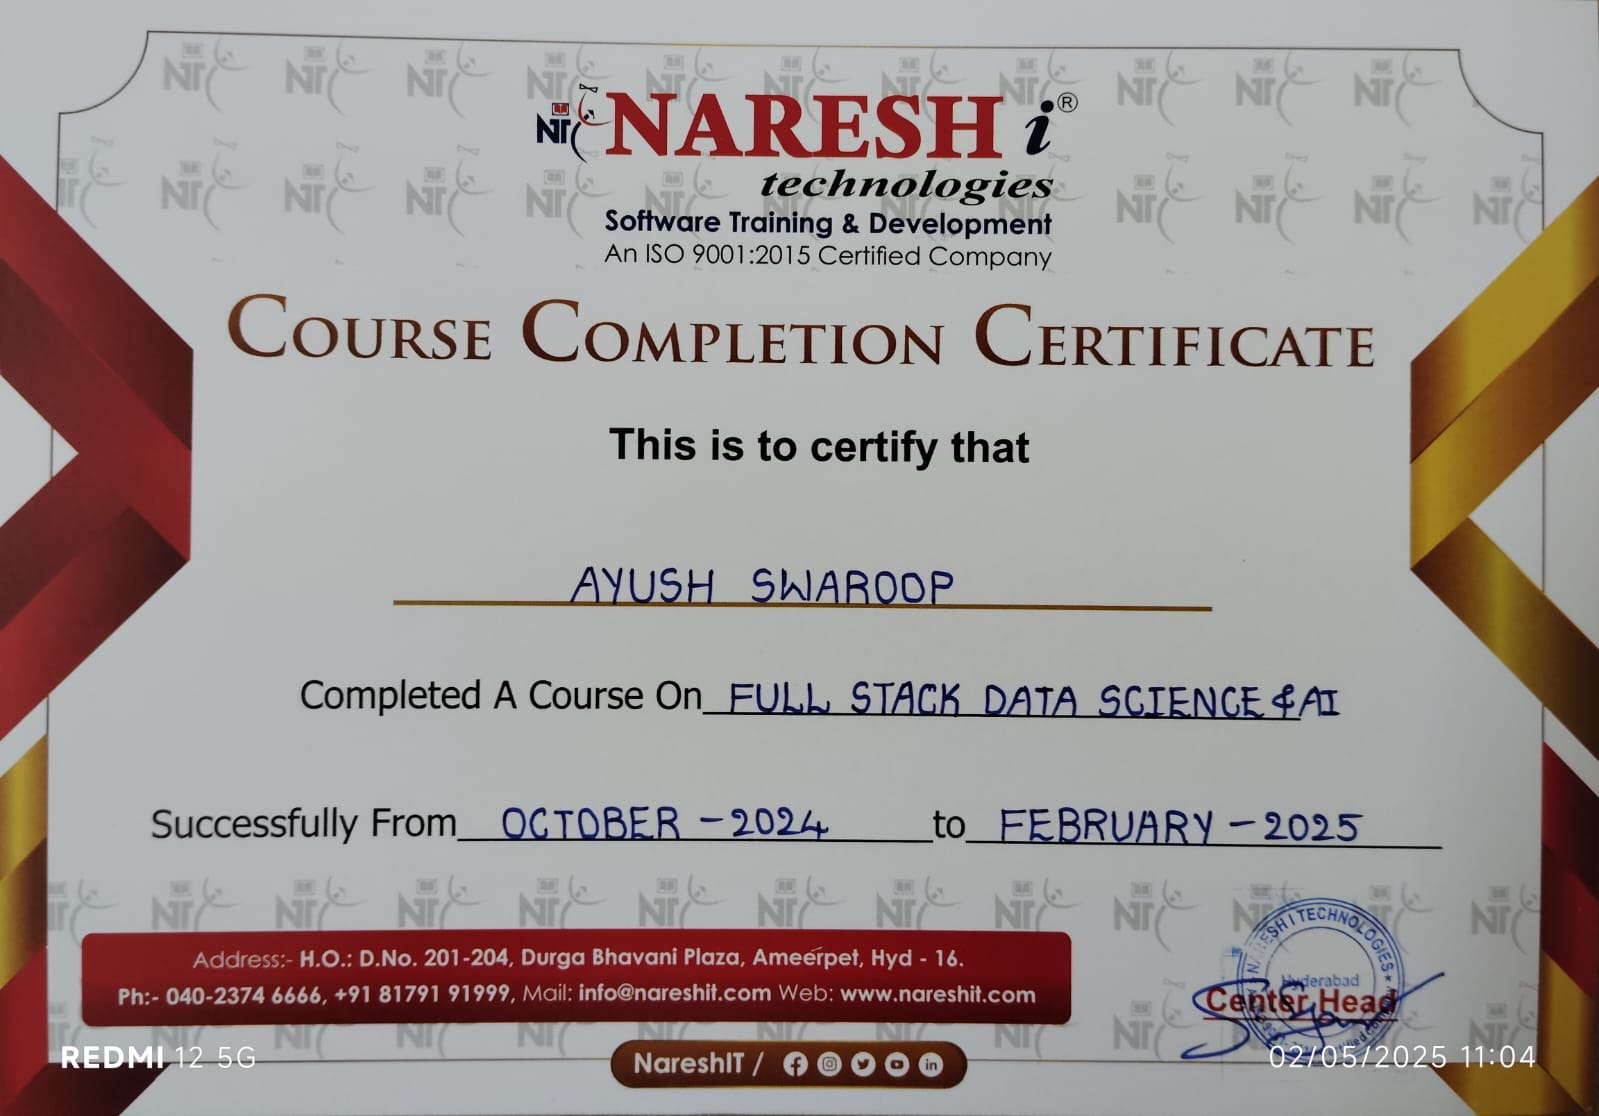 NT NARESH i®
technologies
Software Training & Development
An ISO 9001:2015 Certified Company
COURSE COMPLETION CERTIFICATE
This is to certify that
AYUSH SWAROOP
Completed A Course On FULL STACK DATA SCIENCE & AI
Successfully From OCTOBER - 2024 to FEBRUARY - 2025
Address:- H.O.: D.No. 201-204, Durga Bhavani Plaza, Ameerpet, Hyd - 16.
Ph:- 040-2374 6666, +91 81791 91999, Mail: info@nareshit.com Web: www.nareshit.com
NARESH I TECHNOLOGIES
Hyderabad
Center Head
NareshIT /
REDMI 12 5G
02/05/2025 11:04